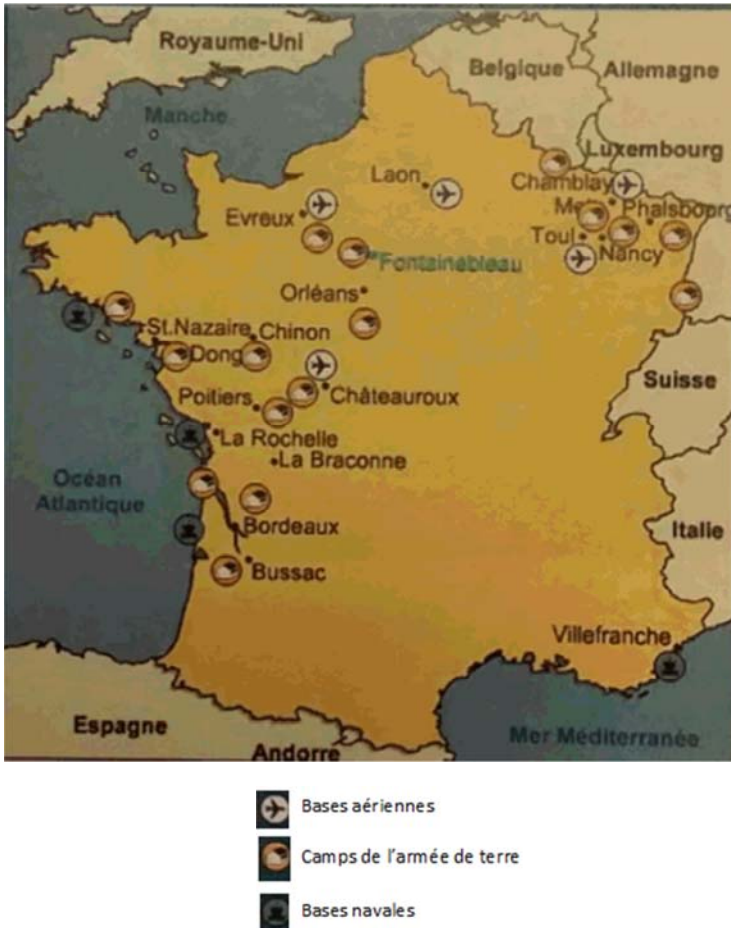 Royaume-Uni
Belgique
Allemagne
Manche
Luxembourg
Laon
Chamblay
Evreux
Metz
Phalsbourg
Toul
Nancy
Fontainebleau
Orléans
St.Nazaire
Chinon
Dong
Poitiers
Châteauroux
Suisse
La Rochelle
La Braconne
Océan
Atlantique
Bordeaux
Italie
Bussac
Villefranche
Espagne
Andorre
Mer Méditerranée
Bases aériennes
Camps de l'armée de terre
Bases navales